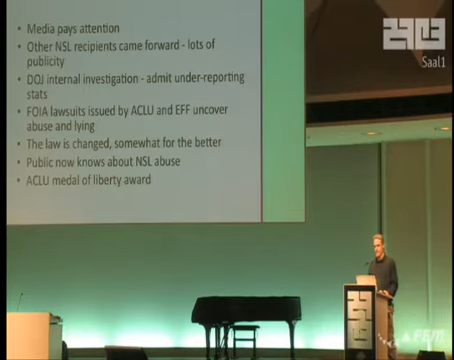 • Media pays attention
• Other NSL recipients came forward - lots of
publicity
• DOJ internal investigation - admit under-reporting
stats
• FOIA lawsuits issued by ACLU and EFF uncover
abuse and lying
• The law is changed, somewhat for the better
• Public now knows about NSL abuse
• ACLU medal of liberty award
Saal1
FEM